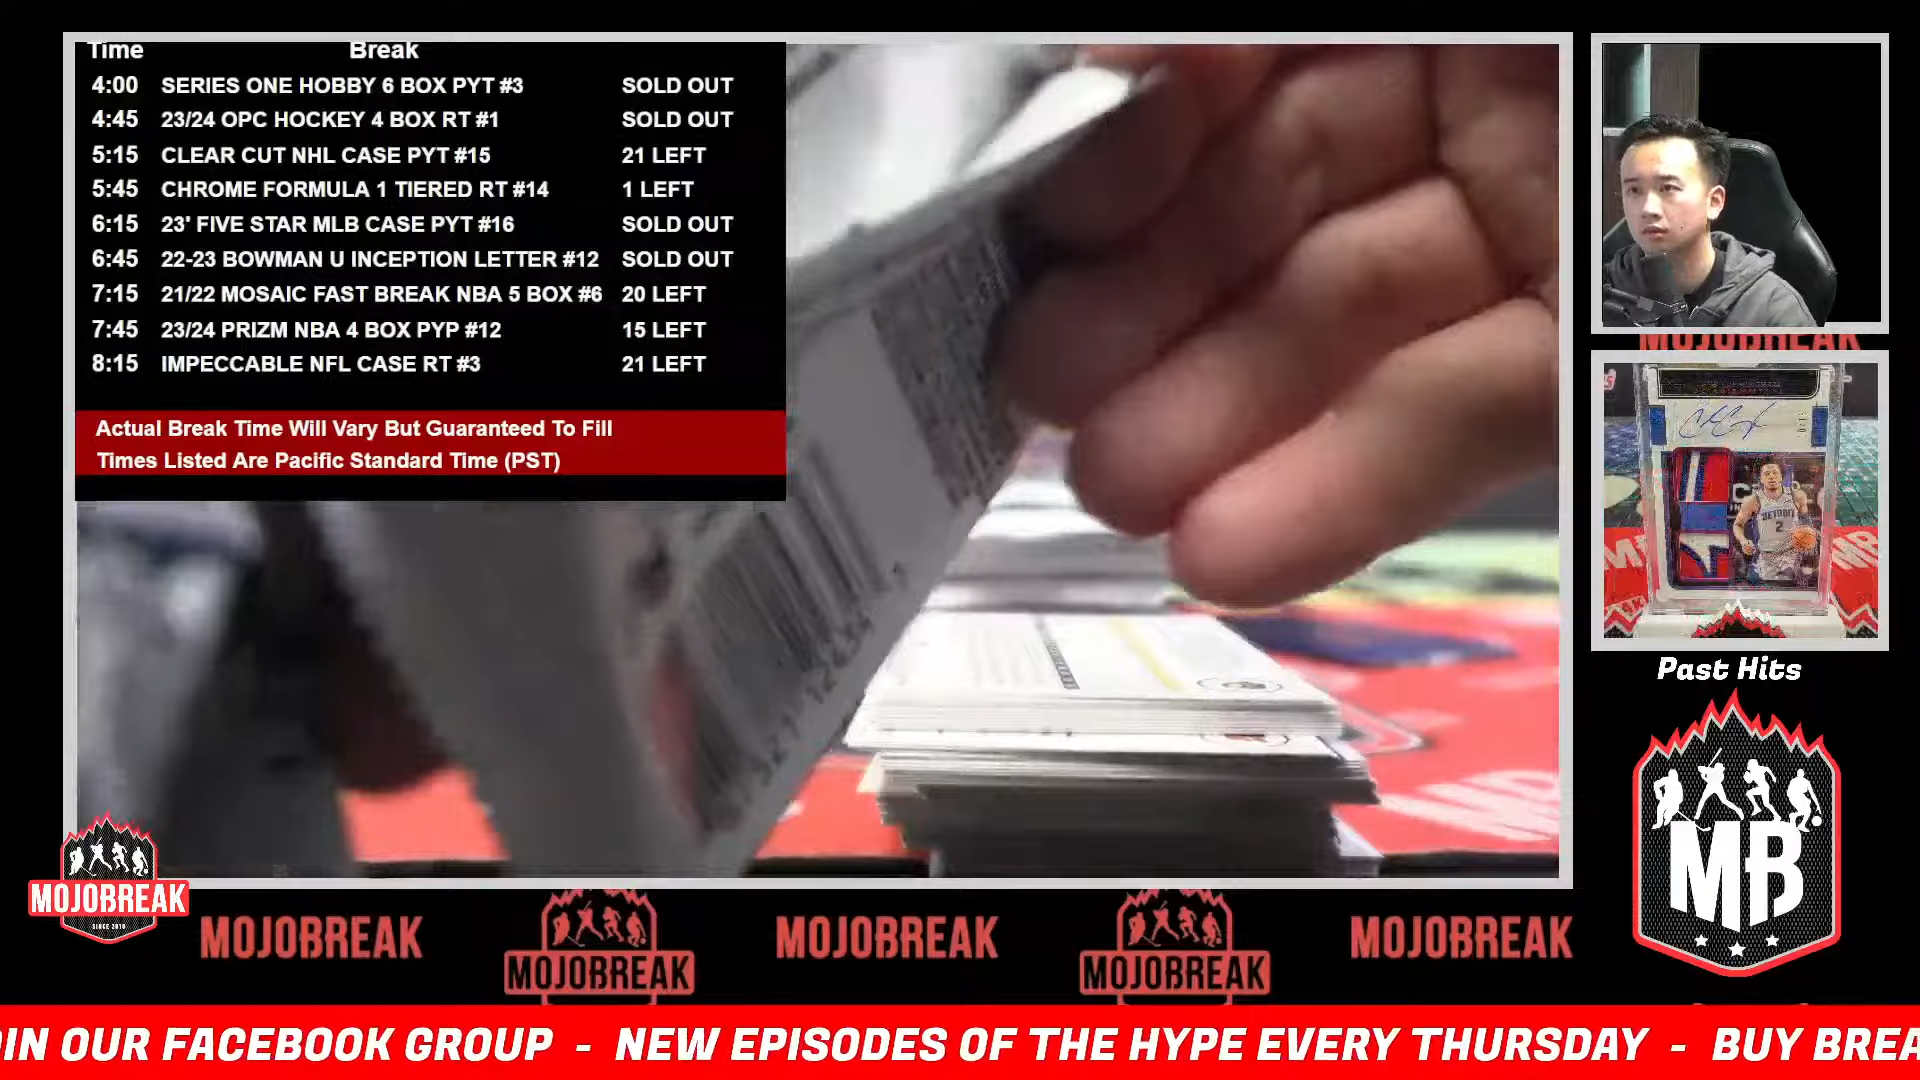 Time Break
4:00 SERIES ONE HOBBY 6 BOX PYT #3 SOLD OUT
4:45 23/24 OPC HOCKEY 4 BOX RT #1 SOLD OUT
5:15 CLEAR CUT NHL CASE PYT #15 21 LEFT
5:45 CHROME FORMULA 1 TIERED RT #14 1 LEFT
6:15 23' FIVE STAR MLB CASE PYT #16 SOLD OUT
6:45 22-23 BOWMAN U INCEPTION LETTER #12 SOLD OUT
7:15 21/22 MOSAIC FAST BREAK NBA 5 BOX #6 20 LEFT
7:45 23/24 PRIZM NBA 4 BOX PYP #12 15 LEFT
8:15 IMPECCABLE NFL CASE RT #3 21 LEFT
Actual Break Time Will Vary But Guaranteed To Fill
Times Listed Are Pacific Standard Time (PST)
MOJOBREAK
DETROIT
2
Past Hits
MB
MOJOBREAK
SINCE 2010
MOJOBREAK MOJOBREAK MOJOBREAK MOJOBREAK MOJOBREAK
OIN OUR FACEBOOK GROUP - NEW EPISODES OF THE HYPE EVERY THURSDAY - BUY BREA